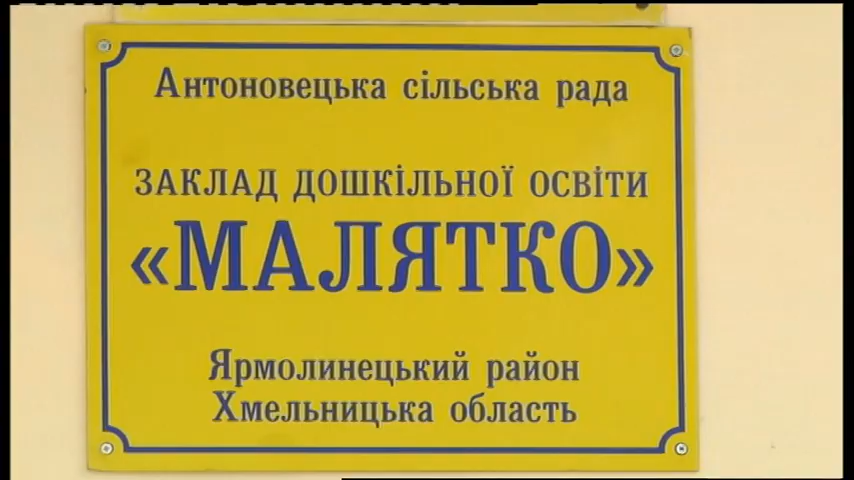 Антоновецька сільська рада
ЗАКЛАД ДОШКІЛЬНОЇ ОСВІТИ
«МАЛЯТКО»
Ярмолинецький район
Хмельницька область